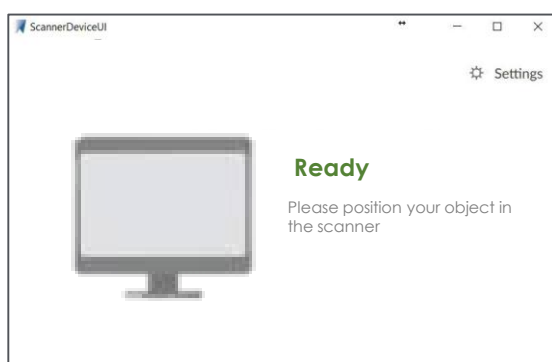 ScannerDeviceUI
Settings
Ready
Please position your object in
the scanner